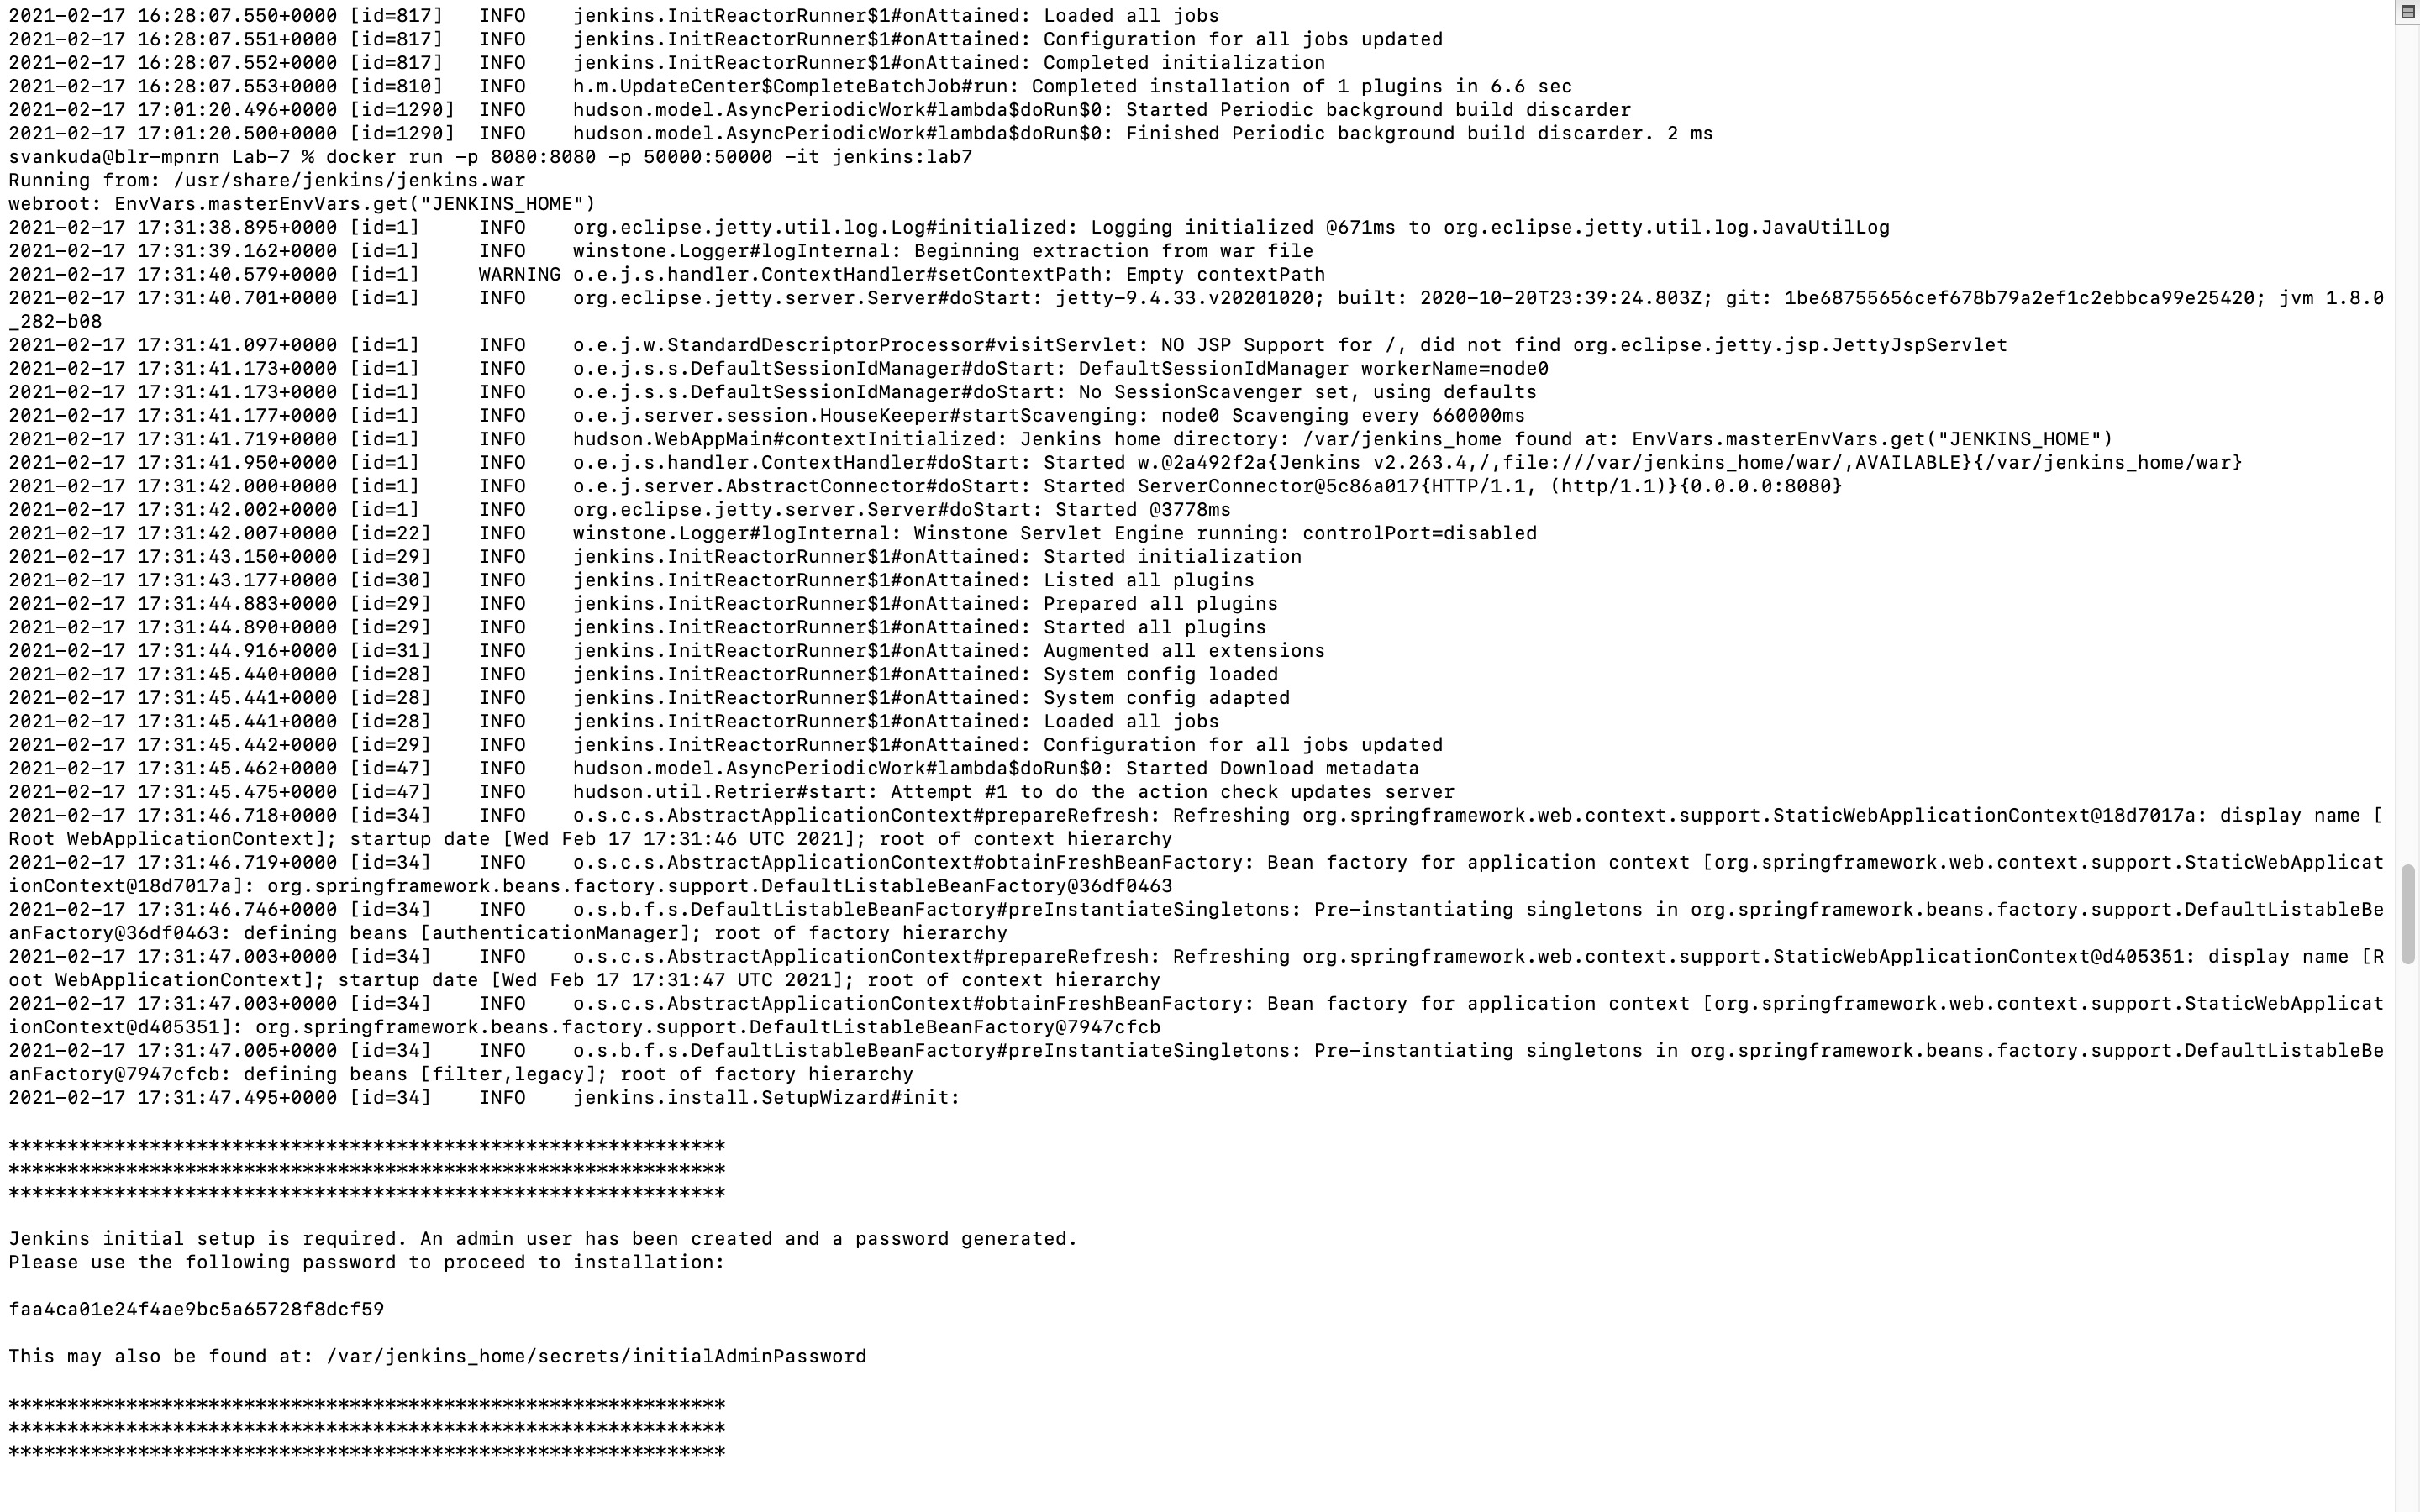 2021-02-17 16:28:07.550+0000 [id=817]   INFO    jenkins.InitReactorRunner$1#onAttained: Loaded all jobs
2021-02-17 16:28:07.551+0000 [id=817]   INFO    jenkins.InitReactorRunner$1#onAttained: Configuration for all jobs updated
2021-02-17 16:28:07.552+0000 [id=817]   INFO    jenkins.InitReactorRunner$1#onAttained: Completed initialization
2021-02-17 16:28:07.553+0000 [id=810]   INFO    h.m.UpdateCenter$CompleteBatchJob#run: Completed installation of 1 plugins in 6.6 sec
2021-02-17 17:01:20.496+0000 [id=1290]  INFO    hudson.model.AsyncPeriodicWork#lambda$doRun$0: Started Periodic background build discarder
2021-02-17 17:01:20.500+0000 [id=1290]  INFO    hudson.model.AsyncPeriodicWork#lambda$doRun$0: Finished Periodic background build discarder. 2 ms
svankuda@blr-mpnrn Lab-7 % docker run -p 8080:8080 -p 50000:50000 -it jenkins:lab7
Running from: /usr/share/jenkins/jenkins.war
webroot: EnvVars.masterEnvVars.get("JENKINS_HOME")
2021-02-17 17:31:38.895+0000 [id=1]     INFO    org.eclipse.jetty.util.log.Log#initialized: Logging initialized @671ms to org.eclipse.jetty.util.log.JavaUtilLog
2021-02-17 17:31:39.162+0000 [id=1]     INFO    winstone.Logger#logInternal: Beginning extraction from war file
2021-02-17 17:31:40.579+0000 [id=1]     WARNING o.e.j.s.handler.ContextHandler#setContextPath: Empty contextPath
2021-02-17 17:31:40.701+0000 [id=1]     INFO    org.eclipse.jetty.server.Server#doStart: jetty-9.4.33.v20201020; built: 2020-10-20T23:39:24.803Z; git: 1be68755656cef678b79a2ef1c2ebbca99e25420; jvm 1.8.0
_282-b08
2021-02-17 17:31:41.097+0000 [id=1]     INFO    o.e.j.w.StandardDescriptorProcessor#visitServlet: NO JSP Support for /, did not find org.eclipse.jetty.jsp.JettyJspServlet
2021-02-17 17:31:41.173+0000 [id=1]     INFO    o.e.j.s.s.DefaultSessionIdManager#doStart: DefaultSessionIdManager workerName=node0
2021-02-17 17:31:41.173+0000 [id=1]     INFO    o.e.j.s.s.DefaultSessionIdManager#doStart: No SessionScavenger set, using defaults
2021-02-17 17:31:41.177+0000 [id=1]     INFO    o.e.j.server.session.HouseKeeper#startScavenging: node0 Scavenging every 660000ms
2021-02-17 17:31:41.719+0000 [id=1]     INFO    hudson.WebAppMain#contextInitialized: Jenkins home directory: /var/jenkins_home found at: EnvVars.masterEnvVars.get("JENKINS_HOME")
2021-02-17 17:31:41.950+0000 [id=1]     INFO    o.e.j.s.handler.ContextHandler#doStart: Started w.@2a492f2a{Jenkins v2.263.4,/,file:///var/jenkins_home/war/,AVAILABLE}{/var/jenkins_home/war}
2021-02-17 17:31:42.000+0000 [id=1]     INFO    o.e.j.server.AbstractConnector#doStart: Started ServerConnector@5c86a017{HTTP/1.1, (http/1.1)}{0.0.0.0:8080}
2021-02-17 17:31:42.002+0000 [id=1]     INFO    org.eclipse.jetty.server.Server#doStart: Started @3778ms
2021-02-17 17:31:42.007+0000 [id=22]    INFO    winstone.Logger#logInternal: Winstone Servlet Engine running: controlPort=disabled
2021-02-17 17:31:43.150+0000 [id=29]    INFO    jenkins.InitReactorRunner$1#onAttained: Started initialization
2021-02-17 17:31:43.177+0000 [id=30]    INFO    jenkins.InitReactorRunner$1#onAttained: Listed all plugins
2021-02-17 17:31:44.883+0000 [id=29]    INFO    jenkins.InitReactorRunner$1#onAttained: Prepared all plugins
2021-02-17 17:31:44.890+0000 [id=29]    INFO    jenkins.InitReactorRunner$1#onAttained: Started all plugins
2021-02-17 17:31:44.916+0000 [id=31]    INFO    jenkins.InitReactorRunner$1#onAttained: Augmented all extensions
2021-02-17 17:31:45.440+0000 [id=28]    INFO    jenkins.InitReactorRunner$1#onAttained: System config loaded
2021-02-17 17:31:45.441+0000 [id=28]    INFO    jenkins.InitReactorRunner$1#onAttained: System config adapted
2021-02-17 17:31:45.441+0000 [id=28]    INFO    jenkins.InitReactorRunner$1#onAttained: Loaded all jobs
2021-02-17 17:31:45.442+0000 [id=29]    INFO    jenkins.InitReactorRunner$1#onAttained: Configuration for all jobs updated
2021-02-17 17:31:45.462+0000 [id=47]    INFO    hudson.model.AsyncPeriodicWork#lambda$doRun$0: Started Download metadata
2021-02-17 17:31:45.475+0000 [id=47]    INFO    hudson.util.Retrier#start: Attempt #1 to do the action check updates server
2021-02-17 17:31:46.718+0000 [id=34]    INFO    o.s.c.s.AbstractApplicationContext#prepareRefresh: Refreshing org.springframework.web.context.support.StaticWebApplicationContext@18d7017a: display name [
Root WebApplicationContext]; startup date [Wed Feb 17 17:31:46 UTC 2021]; root of context hierarchy
2021-02-17 17:31:46.719+0000 [id=34]    INFO    o.s.c.s.AbstractApplicationContext#obtainFreshBeanFactory: Bean factory for application context [org.springframework.web.context.support.StaticWebApplicat
ionContext@18d7017a]: org.springframework.beans.factory.support.DefaultListableBeanFactory@36df0463
2021-02-17 17:31:46.746+0000 [id=34]    INFO    o.s.b.f.s.DefaultListableBeanFactory#preInstantiateSingletons: Pre-instantiating singletons in org.springframework.beans.factory.support.DefaultListableBe
anFactory@36df0463: defining beans [authenticationManager]; root of factory hierarchy
2021-02-17 17:31:47.003+0000 [id=34]    INFO    o.s.c.s.AbstractApplicationContext#prepareRefresh: Refreshing org.springframework.web.context.support.StaticWebApplicationContext@d405351: display name [R
oot WebApplicationContext]; startup date [Wed Feb 17 17:31:47 UTC 2021]; root of context hierarchy
2021-02-17 17:31:47.003+0000 [id=34]    INFO    o.s.c.s.AbstractApplicationContext#obtainFreshBeanFactory: Bean factory for application context [org.springframework.web.context.support.StaticWebApplicat
ionContext@d405351]: org.springframework.beans.factory.support.DefaultListableBeanFactory@7947cfcb
2021-02-17 17:31:47.005+0000 [id=34]    INFO    o.s.b.f.s.DefaultListableBeanFactory#preInstantiateSingletons: Pre-instantiating singletons in org.springframework.beans.factory.support.DefaultListableBe
anFactory@7947cfcb: defining beans [filter,legacy]; root of factory hierarchy
2021-02-17 17:31:47.495+0000 [id=34]    INFO    jenkins.install.SetupWizard#init:
*************************************************************
*************************************************************
*************************************************************
Jenkins initial setup is required. An admin user has been created and a password generated.
Please use the following password to proceed to installation:
faa4ca01e24f4ae9bc5a65728f8dcf59
This may also be found at: /var/jenkins_home/secrets/initialAdminPassword
*************************************************************
*************************************************************
*************************************************************